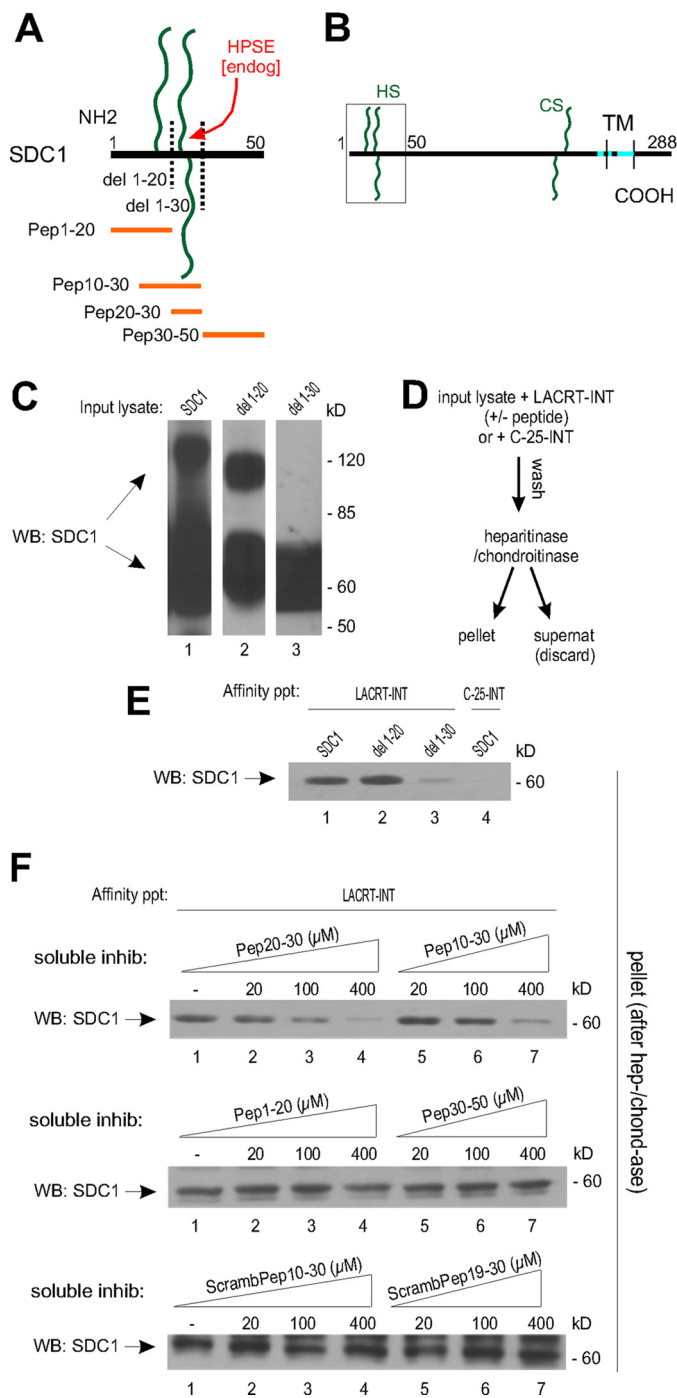 A
B
HPSE
[endog]
NH2
1
50
SDC1
del 1-20
del 1-30
Pep1-20
Pep10-30
Pep20-30
Pep30-50
HS
CS
TM
1
50
288
COOH
C
Input lysate:
SDC1
del 1-20
del 1-30
kD
- 120
- 85
- 60
- 50
WB: SDC1
1 2 3
D
input lysate + LACRT-INT
(+/- peptide)
or + C-25-INT
wash
heparitinase
/chondroitinase
pellet
supernat
(discard)
E
Affinity ppt:
LACRT-INT
C-25-INT
SDC1
del 1-20
del 1-30
SDC1
kD
WB: SDC1
- 60
1 2 3 4
F
Affinity ppt:
LACRT-INT
soluble inhib:
Pep20-30 (µM)
Pep10-30 (µM)
- 20 100 400 20 100 400 kD
WB: SDC1
- 60
1 2 3 4 5 6 7
soluble inhib:
Pep1-20 (µM)
Pep30-50 (µM)
- 20 100 400 20 100 400
WB: SDC1
- 60
1 2 3 4 5 6 7
soluble inhib:
ScrambPep10-30 (µM)
ScrambPep19-30 (µM)
- 20 100 400 20 100 400 kD
WB: SDC1
- 60
1 2 3 4 5 6 7
pellet (after hep-/chond-ase)